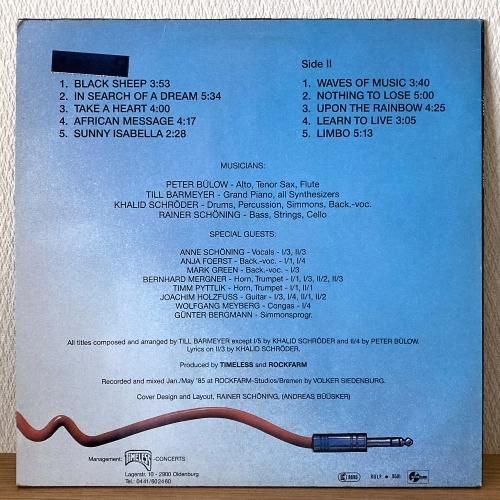 1. BLACK SHEEP 3:53
2. IN SEARCH OF A DREAM 5:34
3. TAKE A HEART 4:00
4. AFRICAN MESSAGE 4:17
5. SUNNY ISABELLA 2:28
Side II
1. WAVES OF MUSIC 3:40
2. NOTHING TO LOSE 5:00
3. UPON THE RAINBOW 4:25
4. LEARN TO LIVE 3:05
5. LIMBO 5:13
MUSICIANS:
PETER BÜLOW - Alto, Tenor Sax, Flute
TILL BARMEYER - Grand Piano, all Synthesizers
KHALID SCHRÖDER - Drums, Percussion, Simmons, Back.-voc.
RAINER SCHÖNING - Bass, Strings, Cello
SPECIAL GUESTS:
ANNE SCHÖNING - Vocals - I/3, II/3
ANJA FOERST - Back.-voc. - I/1, I/4
MARK GREEN - Back.-voc. - I/3
BERNHARD MERGNER - Horn, Trumpet - I/1, I/3, II/2, II/3
TIMM PYTTLIK - Horn, Trumpet - I/1, II/1
JOACHIM HOLZFUSS - Guitar - I/3, I/4, II/1, II/2
WOLFGANG MEYBERG - Congas - I/4
GÜNTER BERGMANN - Simmonsprogr.
All titles composed and arranged by TILL BARMEYER except I/5 by KHALID SCHRÖDER and II/4 by PETER BÜLOW.
Lyrics on II/3 by KHALID SCHRÖDER.
Produced by TIMELESS and ROCKFARM
Recorded and mixed Jan./May '85 at ROCKFARM-Studios/Bremen by VOLKER SIEDENBURG.
Cover Design and Layout, RAINER SCHÖNING, (ANDREAS BÜÜSKER)
Management: TIMELESS -CONCERTS
Lagerstr. 10 - 2900 Oldenburg
Tel.: 0441/602460